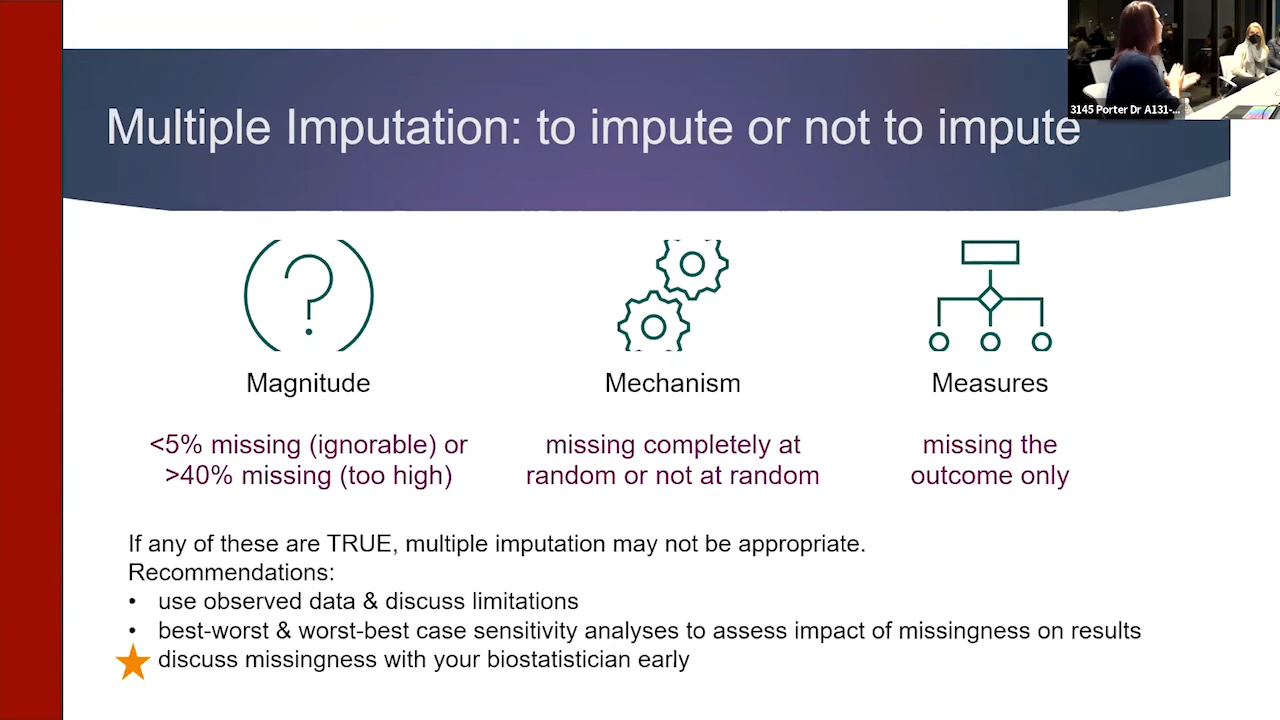 3145 Porter Dr A131-...
Multiple Imputation: to impute or not to impute
Magnitude
Mechanism
Measures
<5% missing (ignorable) or
>40% missing (too high)
missing completely at
random or not at random
missing the
outcome only
If any of these are TRUE, multiple imputation may not be appropriate.
Recommendations:
• use observed data & discuss limitations
• best-worst & worst-best case sensitivity analyses to assess impact of missingness on results
discuss missingness with your biostatistician early